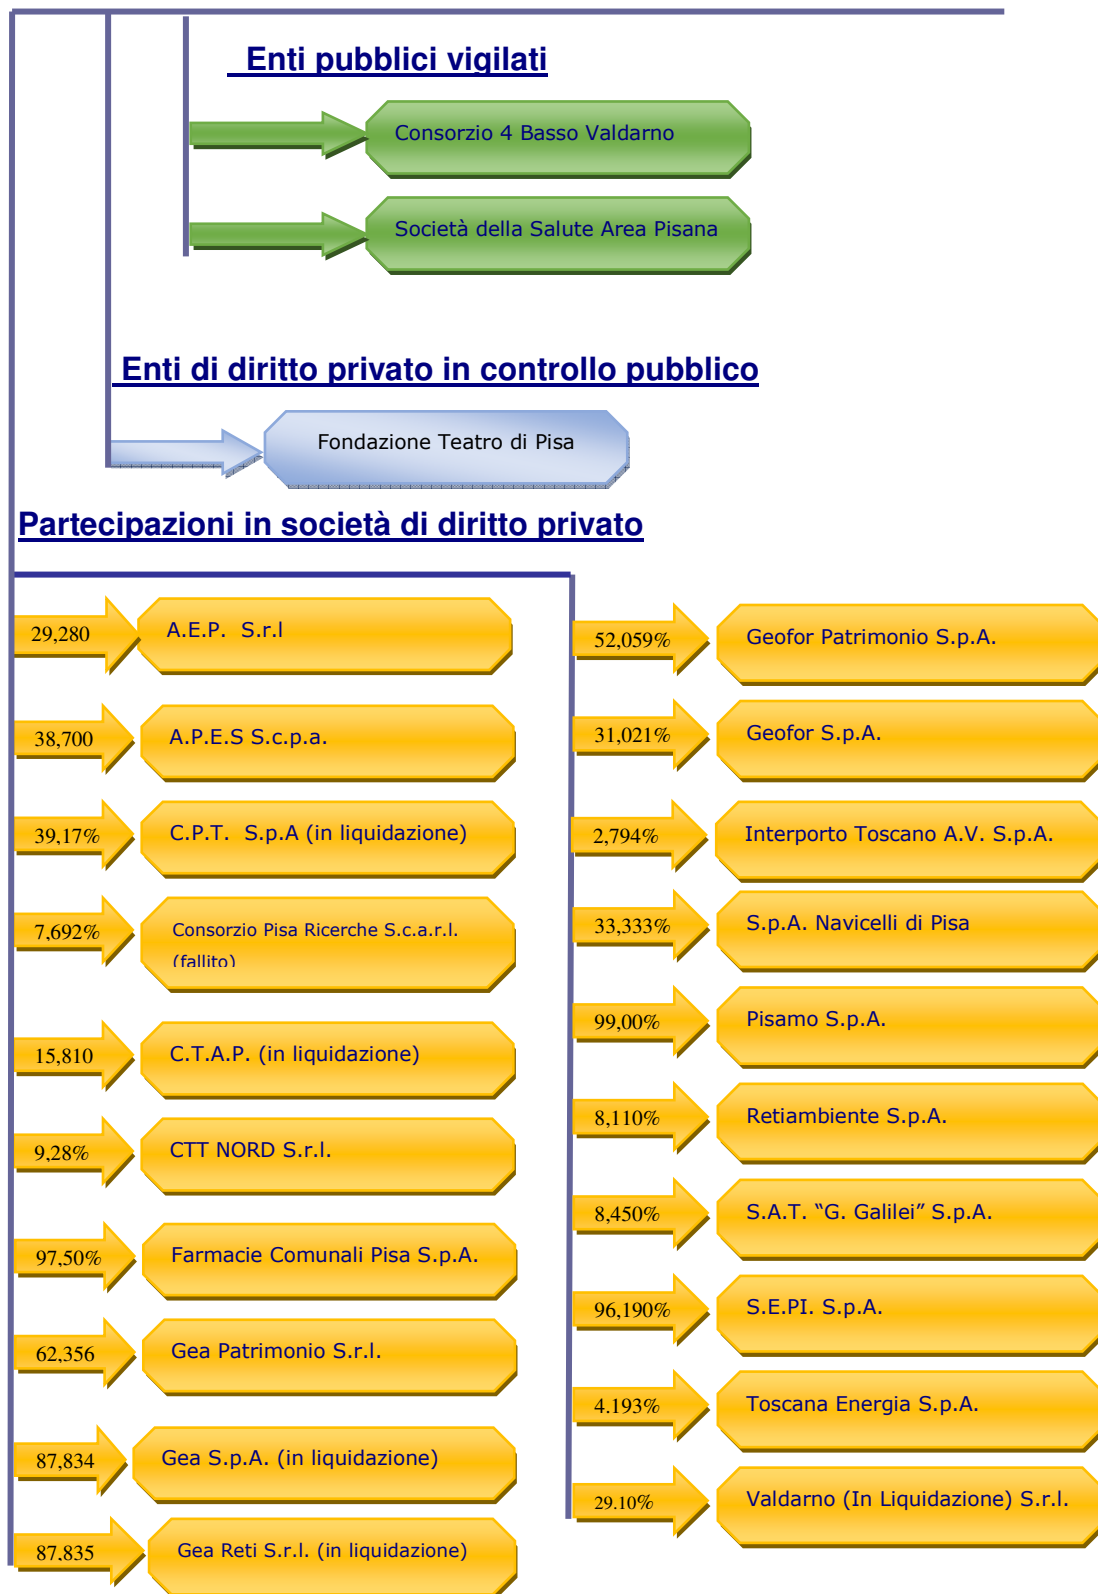 Enti pubblici vigilati
Consorzio 4 Basso Valdarno
Società della Salute Area Pisana
Enti di diritto privato in controllo pubblico
Fondazione Teatro di Pisa
Partecipazioni in società di diritto privato
29,280
A.E.P. S.r.l
38,700
A.P.E.S S.c.p.a.
39,17%
C.P.T. S.p.A (in liquidazione)
7,692%
Consorzio Pisa Ricerche S.c.a.r.l.
(fallito)
15,810
C.T.A.P. (in liquidazione)
9,28%
CTT NORD S.r.l.
97,50%
Farmacie Comunali Pisa S.p.A.
62,356
Gea Patrimonio S.r.l.
87,834
Gea S.p.A. (in liquidazione)
87,835
Gea Reti S.r.l. (in liquidazione)
52,059%
Geofor Patrimonio S.p.A.
31,021%
Geofor S.p.A.
2,794%
Interporto Toscano A.V. S.p.A.
33,333%
S.p.A. Navicelli di Pisa
99,00%
Pisamo S.p.A.
8,110%
Retiambiente S.p.A.
8,450%
S.A.T. “G. Galilei” S.p.A.
96,190%
S.E.PI. S.p.A.
4.193%
Toscana Energia S.p.A.
29.10%
Valdarno (In Liquidazione) S.r.l.